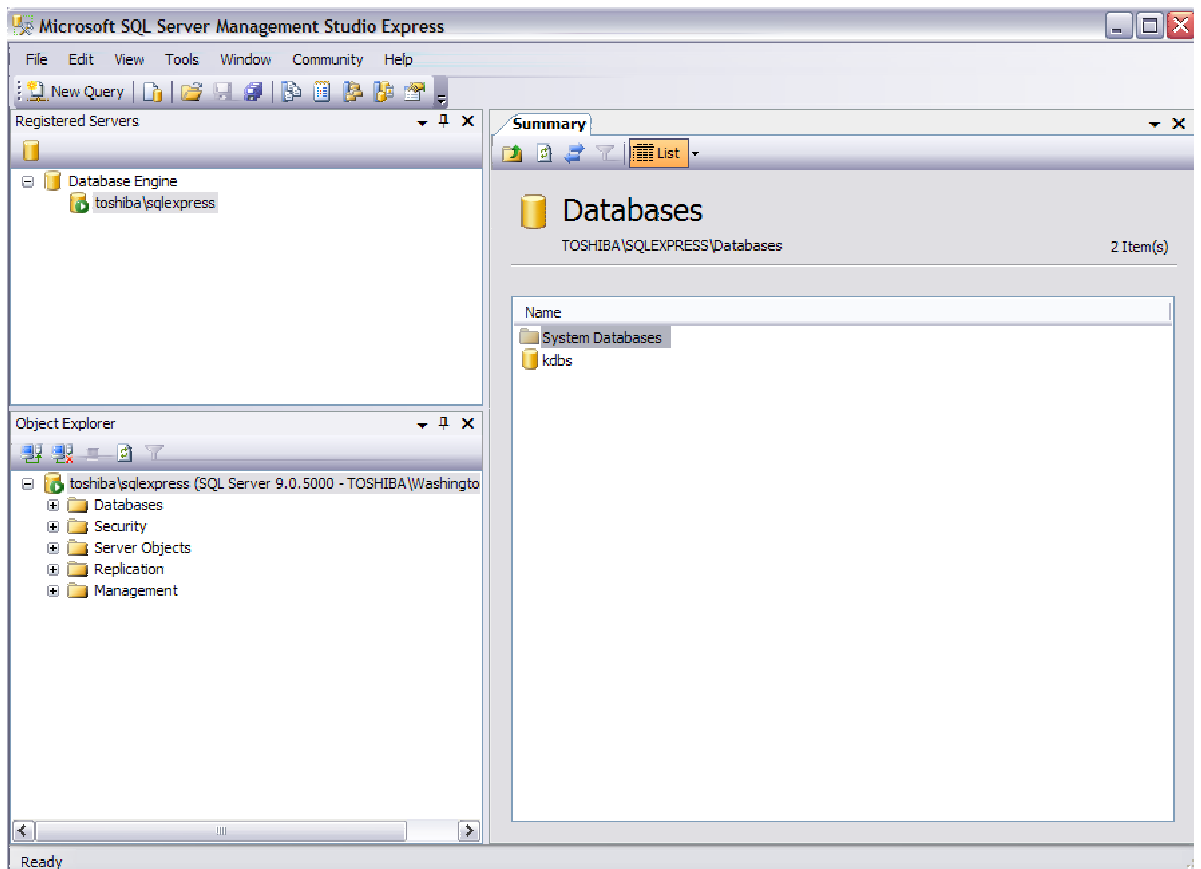 Microsoft SQL Server Management Studio Express
File Edit View Tools Window Community Help
New Query
Registered Servers
Database Engine
toshiba\sqlexpress
Object Explorer
toshiba\sqlexpress (SQL Server 9.0.5000 - TOSHIBA\Washingto
Databases
Security
Server Objects
Replication
Management
Summary
List
Databases
TOSHIBA\SQLEXPRESS\Databases 2 Item(s)
Name
System Databases
kdbs
Ready